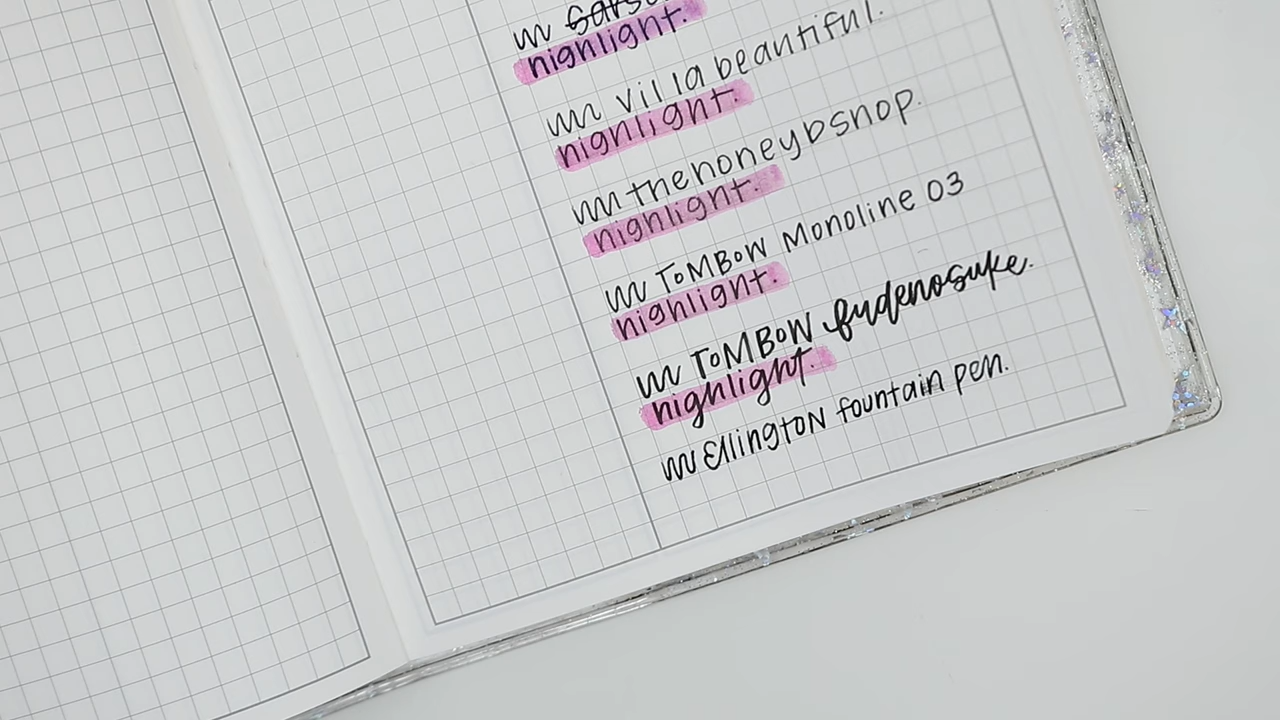 highlight.
villa beautiful.
highlight.
thehoneybshop.
highlight.
TOMBOW Monoline 03
highlight.
TOMBOW fudenosuke.
highlight.
Ellington fountain pen.